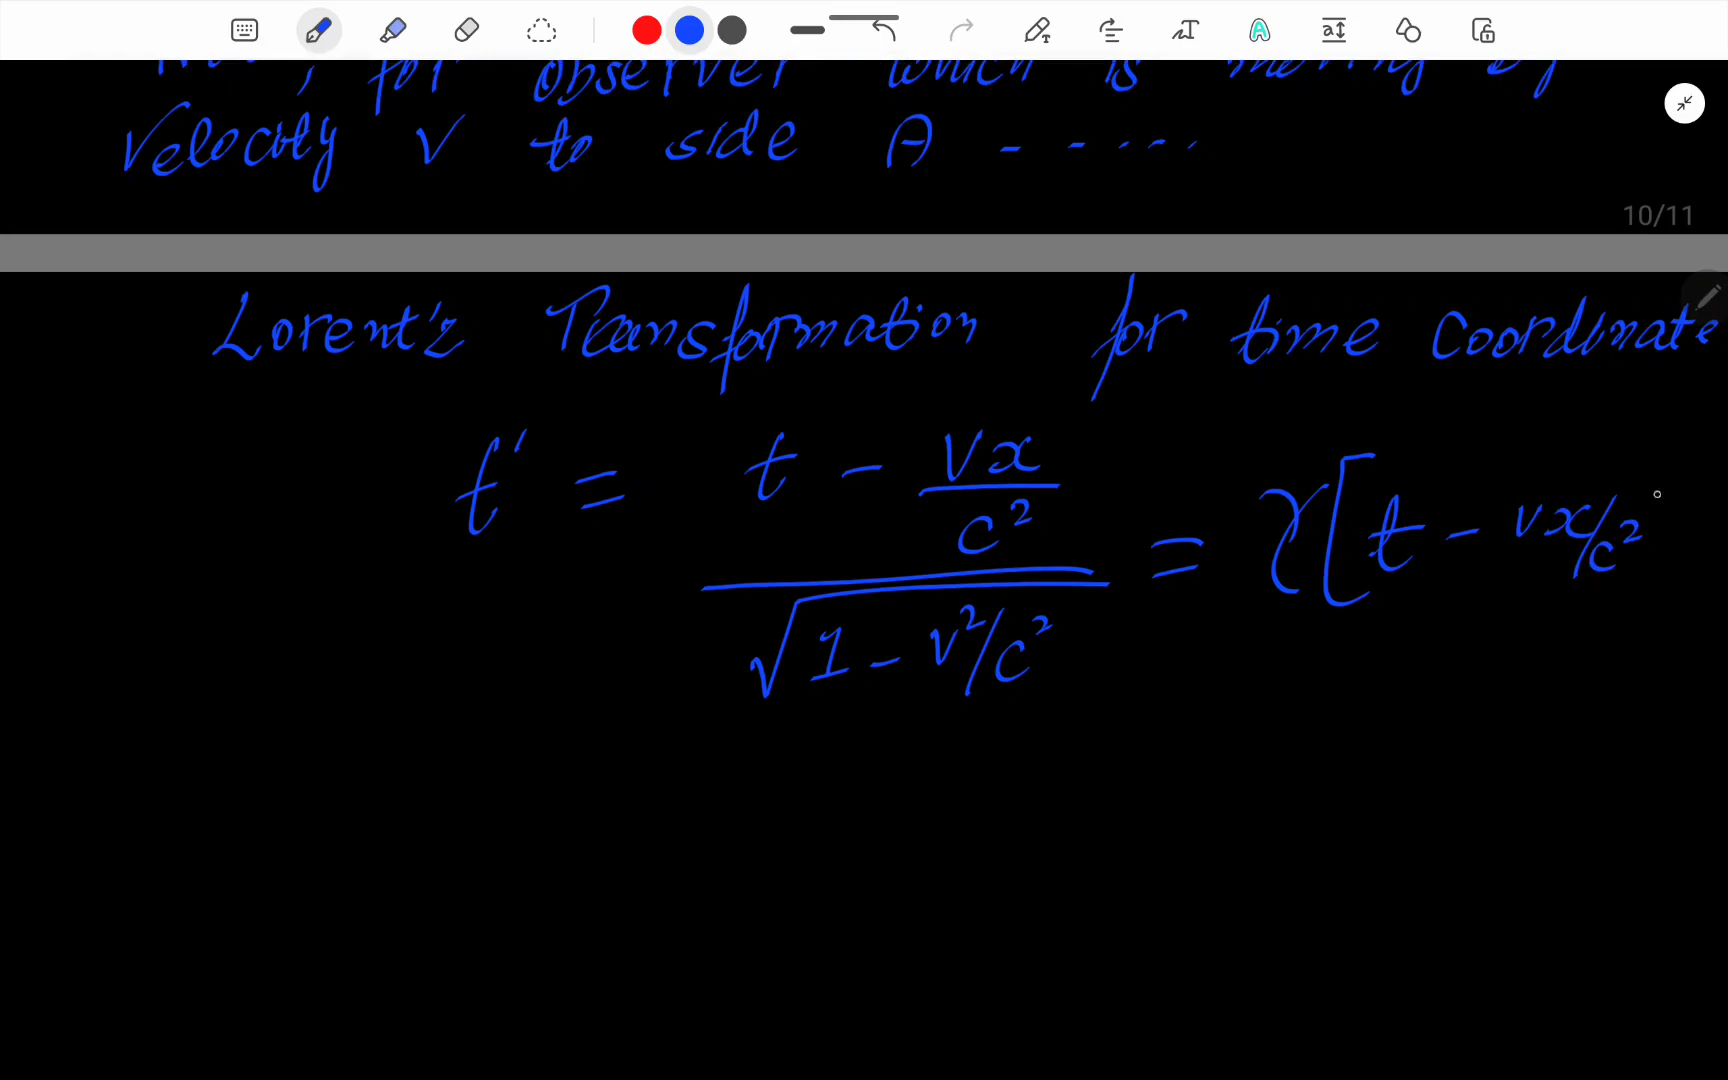 for observer which is moving by
Velocity V to side A - - - - -
10/11
Lorent'z Transformation for time Coordinate
t' = t - Vx/c² / √1 - v²/c² = γ[t - vx/c²